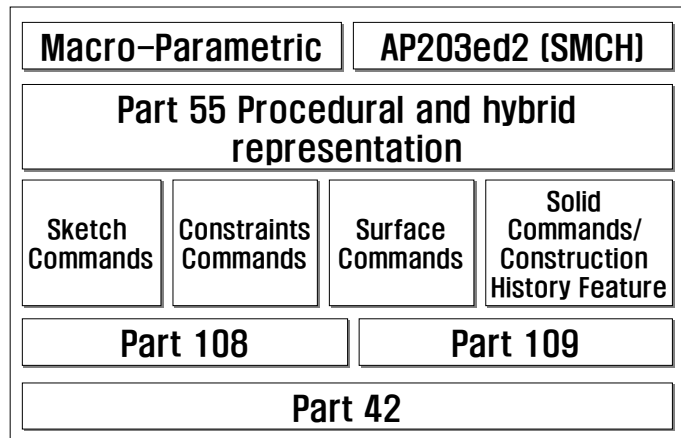 Macro-Parametric
AP203ed2 (SMCH)
Part 55 Procedural and hybrid
representation
Sketch
Commands
Constraints
Commands
Surface
Commands
Solid
Commands/
Construction
History Feature
Part 108
Part 109
Part 42